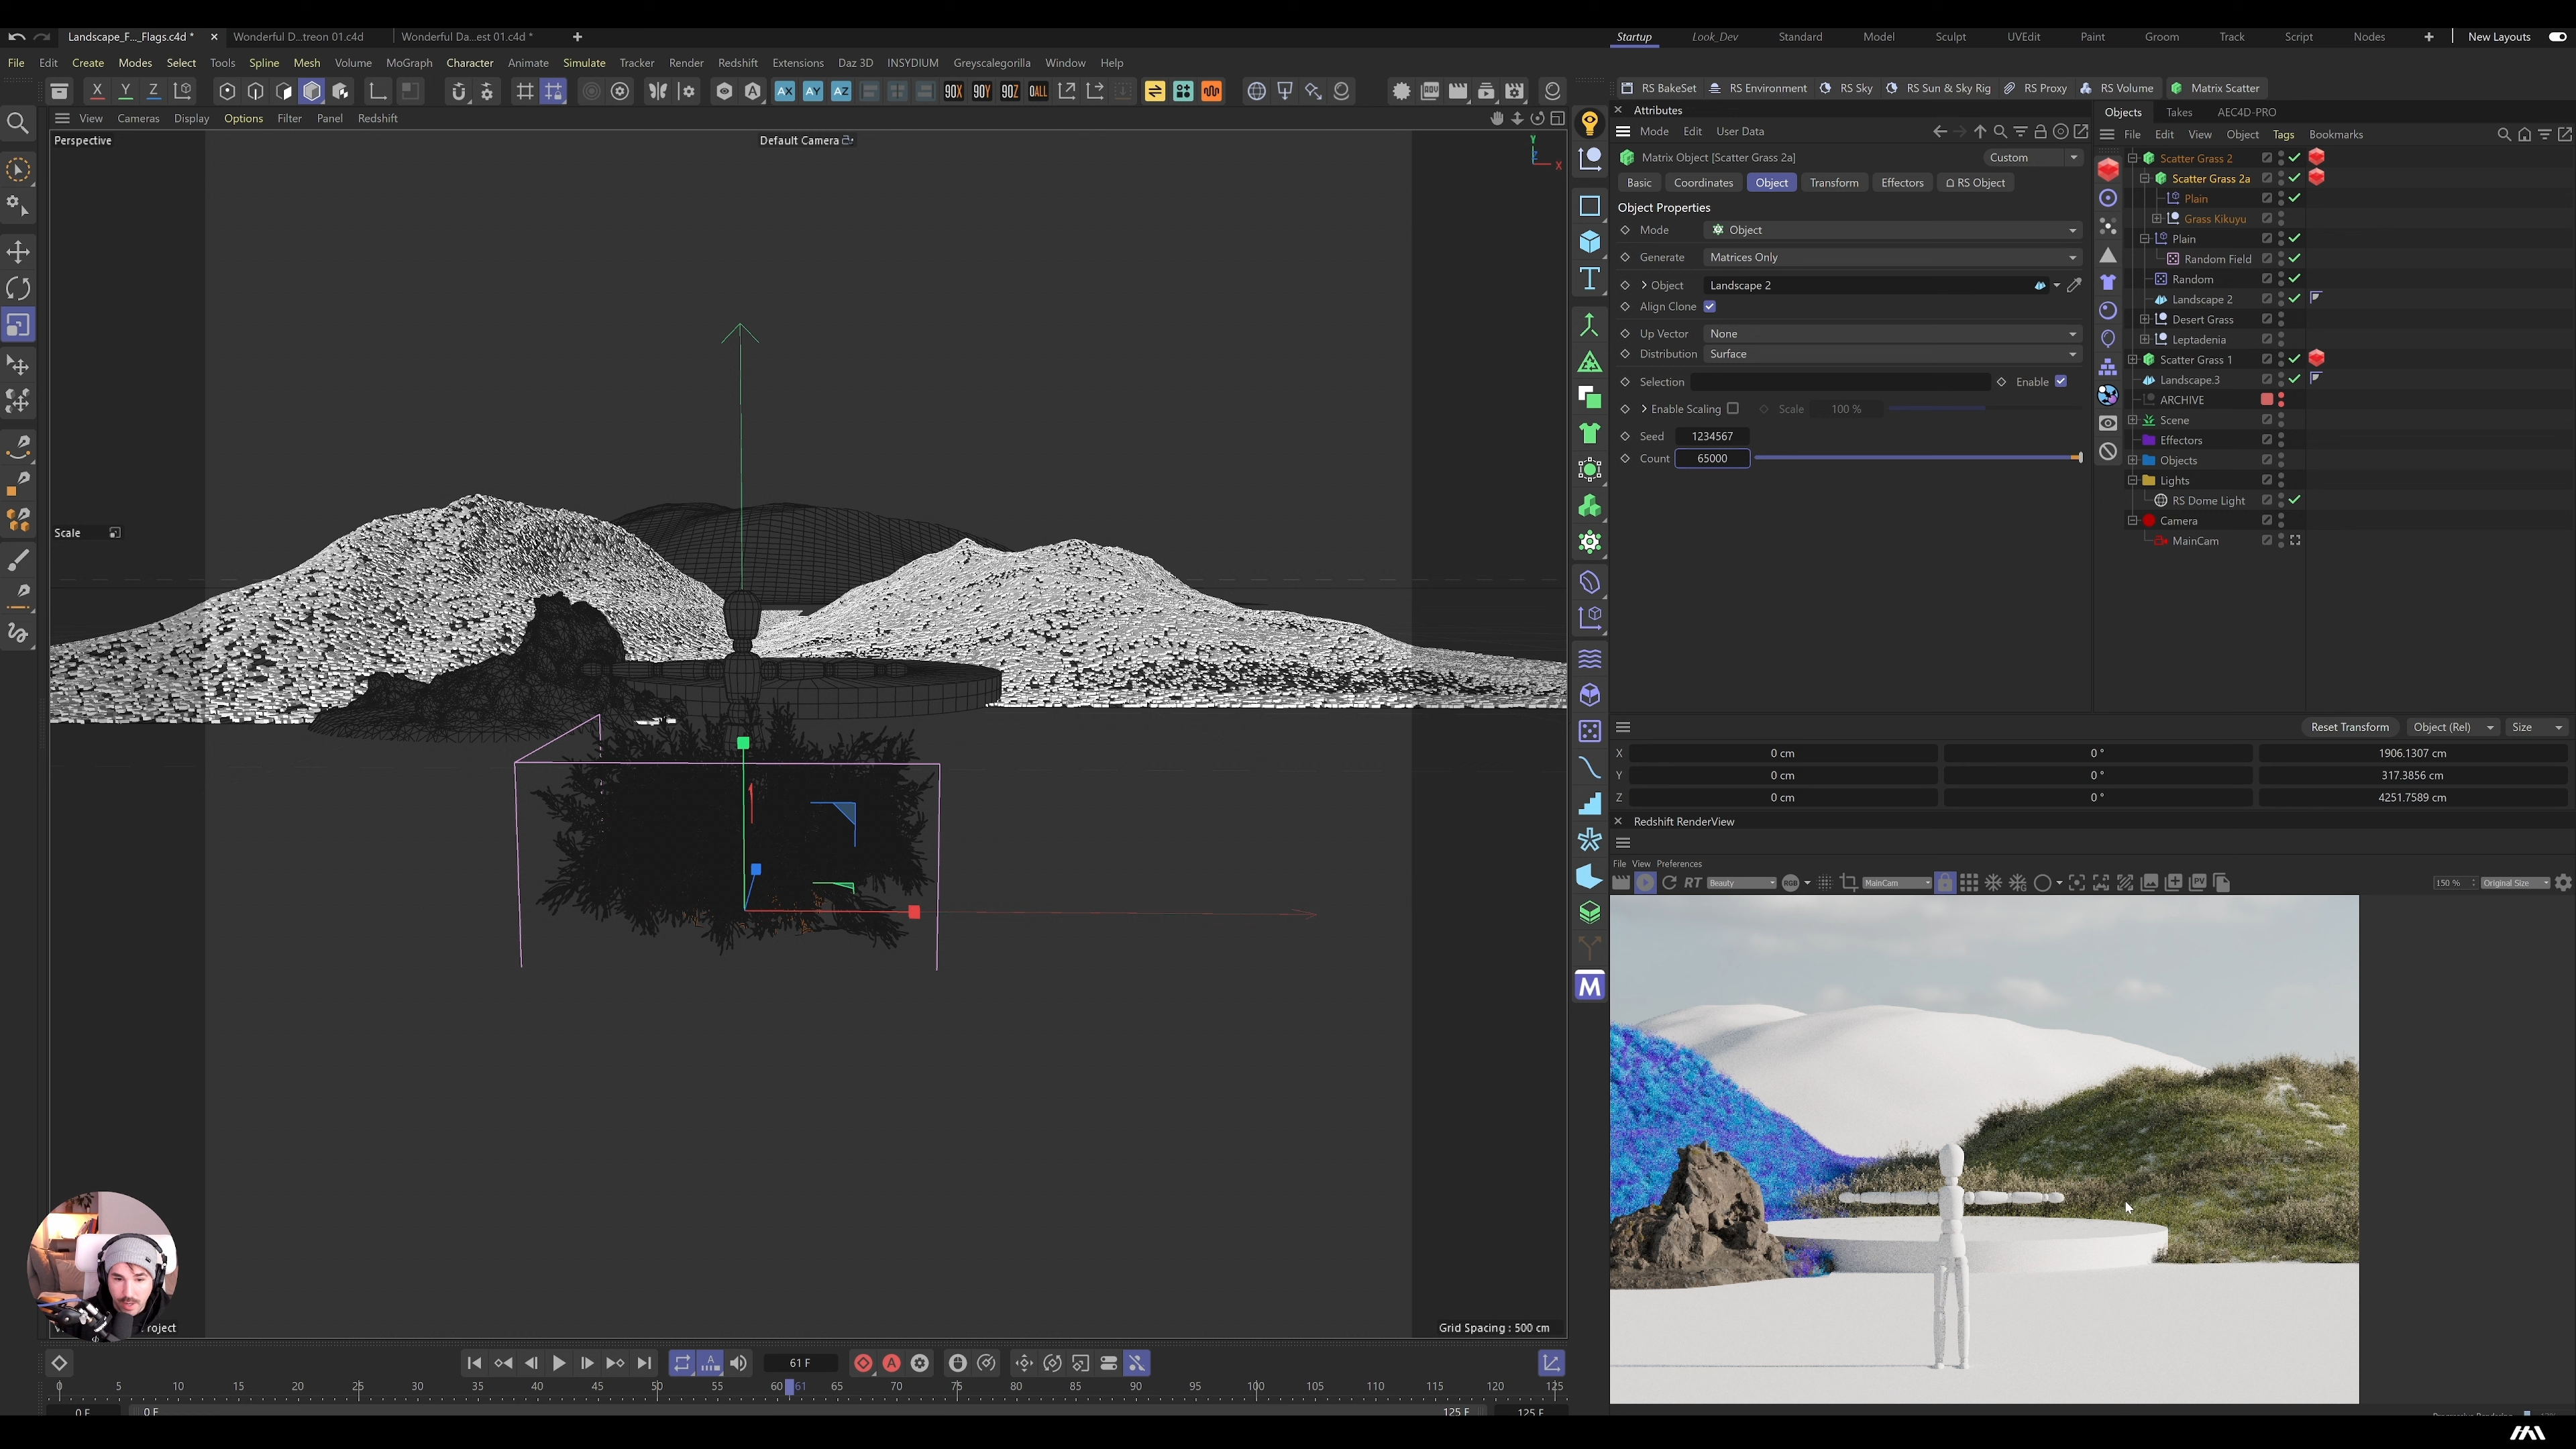 Landscape_F..._Flags.c4d *
Wonderful D...treon 01.c4d
Wonderful Da...est 01.c4d *
Startup
Look_Dev
Standard
Model
Sculpt
UVEdit
Paint
Groom
Track
Script
Nodes
New Layouts
File Edit Create Modes Select Tools Spline Mesh Volume MoGraph Character Animate Simulate Tracker Render Redshift Extensions Daz 3D INSYDIUM Greyscalegorilla Window Help
X Y Z
AX AY AZ
90X 90Y 90Z 0ALL
RS BakeSet RS Environment RS Sky RS Sun & Sky Rig RS Proxy RS Volume Matrix Scatter
View Cameras Display Options Filter Panel Redshift
Perspective
Default Camera
Y
Z
X
Scale
oject
Grid Spacing : 500 cm
Attributes
Mode Edit User Data
Matrix Object [Scatter Grass 2a]
Custom
Basic Coordinates Object Transform Effectors RS Object
Object Properties
Mode Object
Generate Matrices Only
Object Landscape 2
Align Clone
Up Vector None
Distribution Surface
Selection Enable
Enable Scaling Scale 100 %
Seed 1234567
Count 65000
Objects Takes AEC4D-PRO
File Edit View Object Tags Bookmarks
Scatter Grass 2
Scatter Grass 2a
Plain
Grass Kikuyu
Plain
Random Field
Random
Landscape 2
Desert Grass
Leptadenia
Scatter Grass 1
Landscape.3
ARCHIVE
Scene
Effectors
Objects
Lights
RS Dome Light
Camera
MainCam
Reset Transform Object (Rel) Size
X 0 cm 0 ° 1906.1307 cm
Y 0 cm 0 ° 317.3856 cm
Z 0 cm 0 ° 4251.7589 cm
Redshift RenderView
File View Preferences
RT Beauty RGB MainCam PV 150 % Original Size
M
61 F
0 5 10 15 20 25 30 35 40 45 50 55 60 61 65 70 75 80 85 90 95 100 105 110 115 120 125
0 F 0 F 125 F 125 F